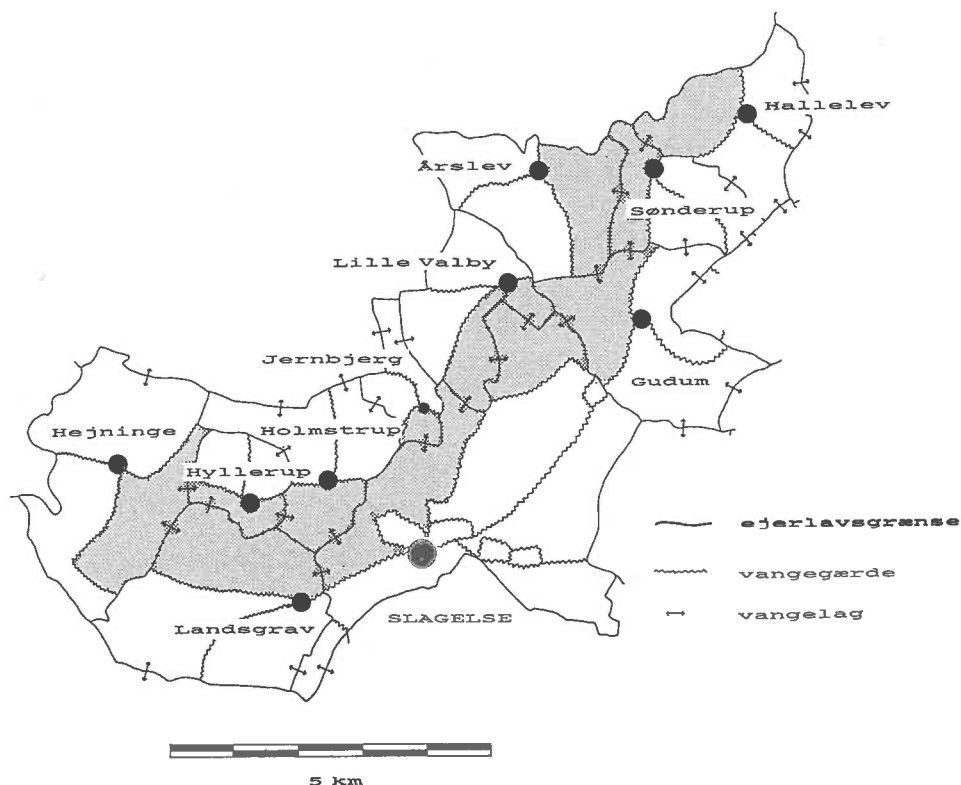 Hallelev
Årslev
Sønderup
Lille Valby
Jernbjerg
Gudum
Hejninge
Holmstrup
Hyllerup
ejerlavsgrænse
vangegærde
vangelag
SLAGELSE
Landsgrav
5 km